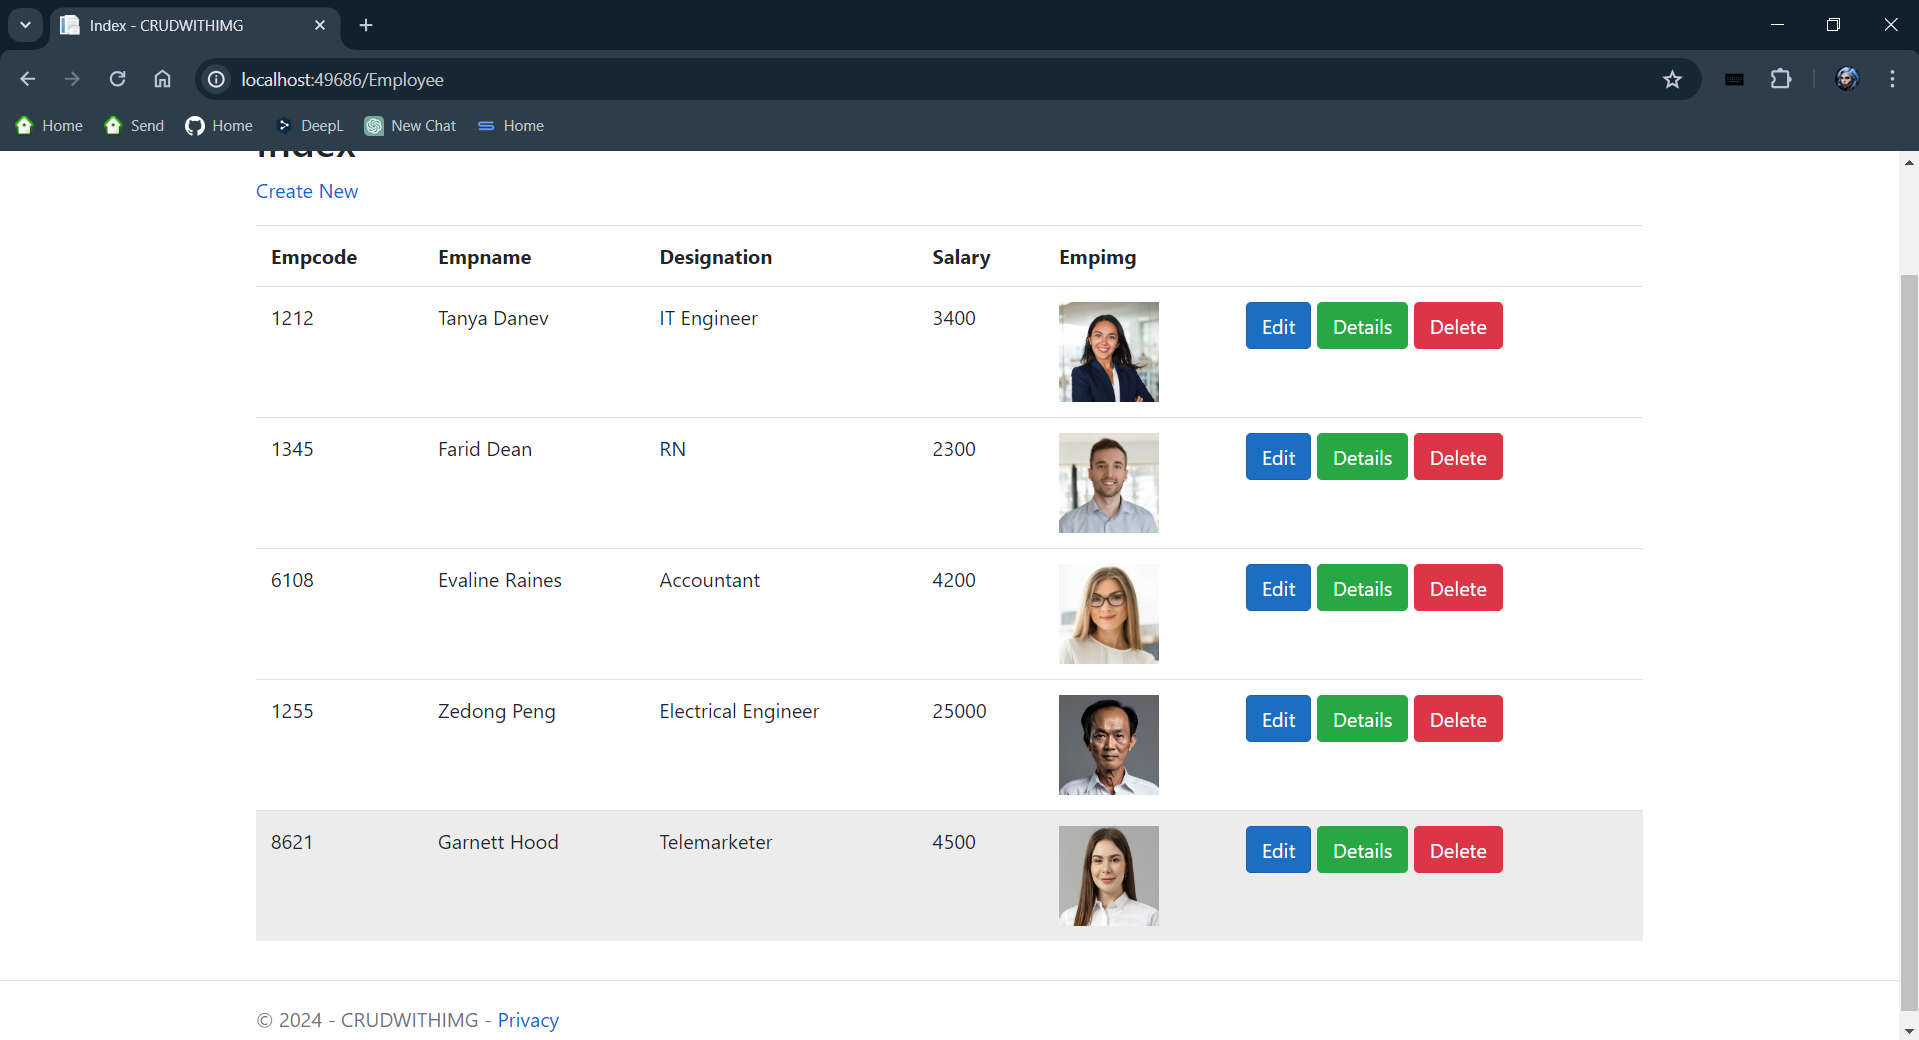 Index - CRUDWITHIMG
localhost:49686/Employee
Home Send Home DeepL New Chat Home
Index
Create New
Empcode Empname Designation Salary Empimg
1212 Tanya Danev IT Engineer 3400 Edit Details Delete
1345 Farid Dean RN 2300 Edit Details Delete
6108 Evaline Raines Accountant 4200 Edit Details Delete
1255 Zedong Peng Electrical Engineer 25000 Edit Details Delete
8621 Garnett Hood Telemarketer 4500 Edit Details Delete
© 2024 - CRUDWITHIMG - Privacy